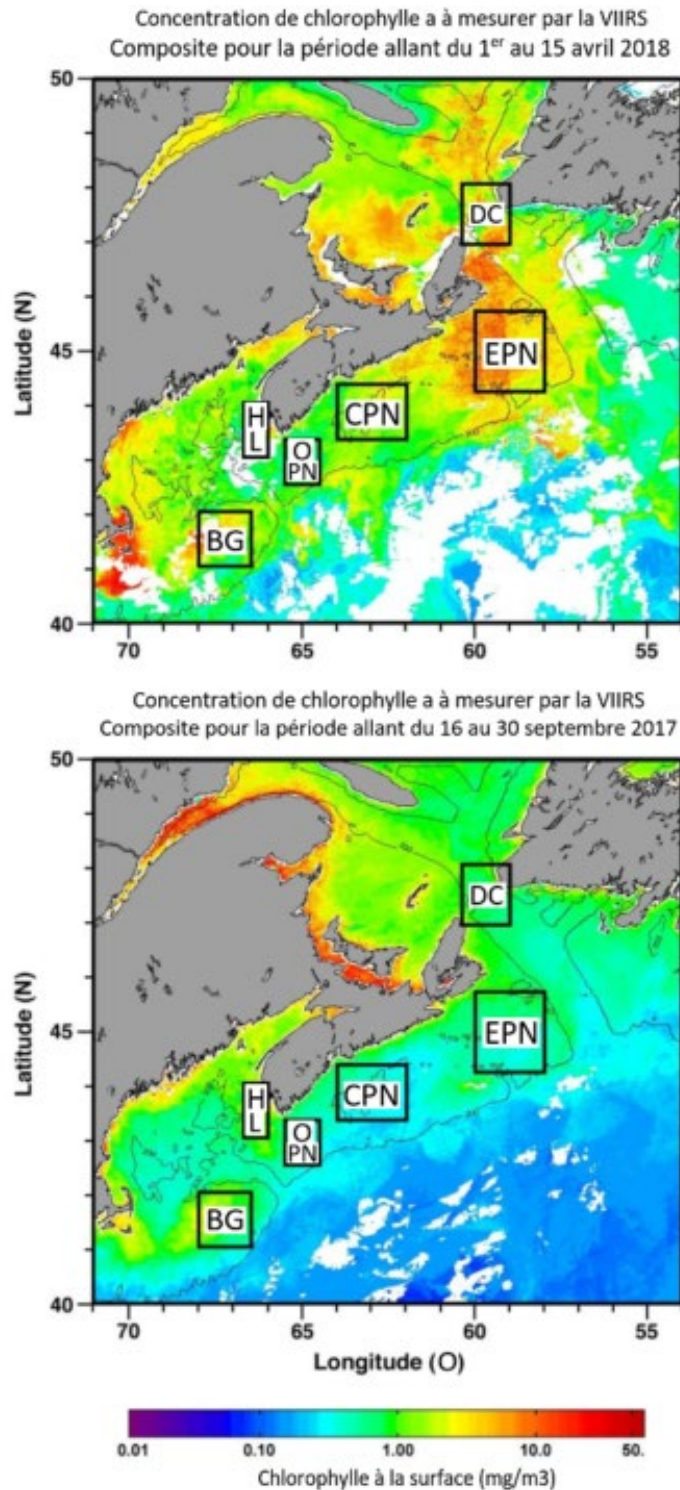 Concentration de chlorophylle a à mesurer par la VIIRS
Composite pour la période allant du 1er au 15 avril 2018
50
DC
EPN
45
CPN
H
L
O
PN
BG
40
70
65
60
55
Latitude (N)
Concentration de chlorophylle a à mesurer par la VIIRS
Composite pour la période allant du 16 au 30 septembre 2017
50
DC
EPN
45
CPN
H
L
O
PN
BG
40
70
65
60
55
Latitude (N)
Longitude (O)
0.01
0.10
1.00
10.0
50.
Chlorophylle à la surface (mg/m3)